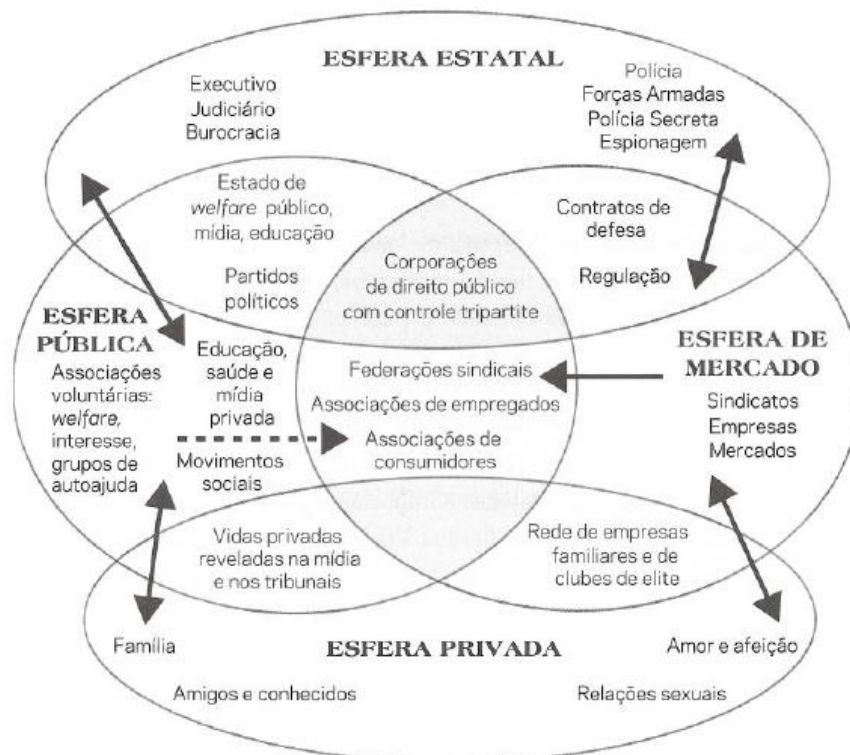 ESFERA ESTATAL
Executivo
Judiciário
Burocracia
Polícia
Forças Armadas
Polícia Secreta
Espionagem
Estado de
welfare público,
mídia, educação
Partidos
políticos
Contratos de
defesa
Regulação
Corporações
de direito público
com controle tripartite
ESFERA
PÚBLICA
Associações
voluntárias:
welfare,
interesse,
grupos de
autoajuda
Educação,
saúde e
mídia
privada
Movimentos
sociais
Federações sindicais
Associações de empregados
Associações de
consumidores
ESFERA DE
MERCADO
Sindicatos
Empresas
Mercados
Vidas privadas
reveladas na mídia
e nos tribunais
Rede de empresas
familiares e de
clubes de elite
Família
ESFERA PRIVADA
Amor e afeição
Amigos e conhecidos
Relações sexuais